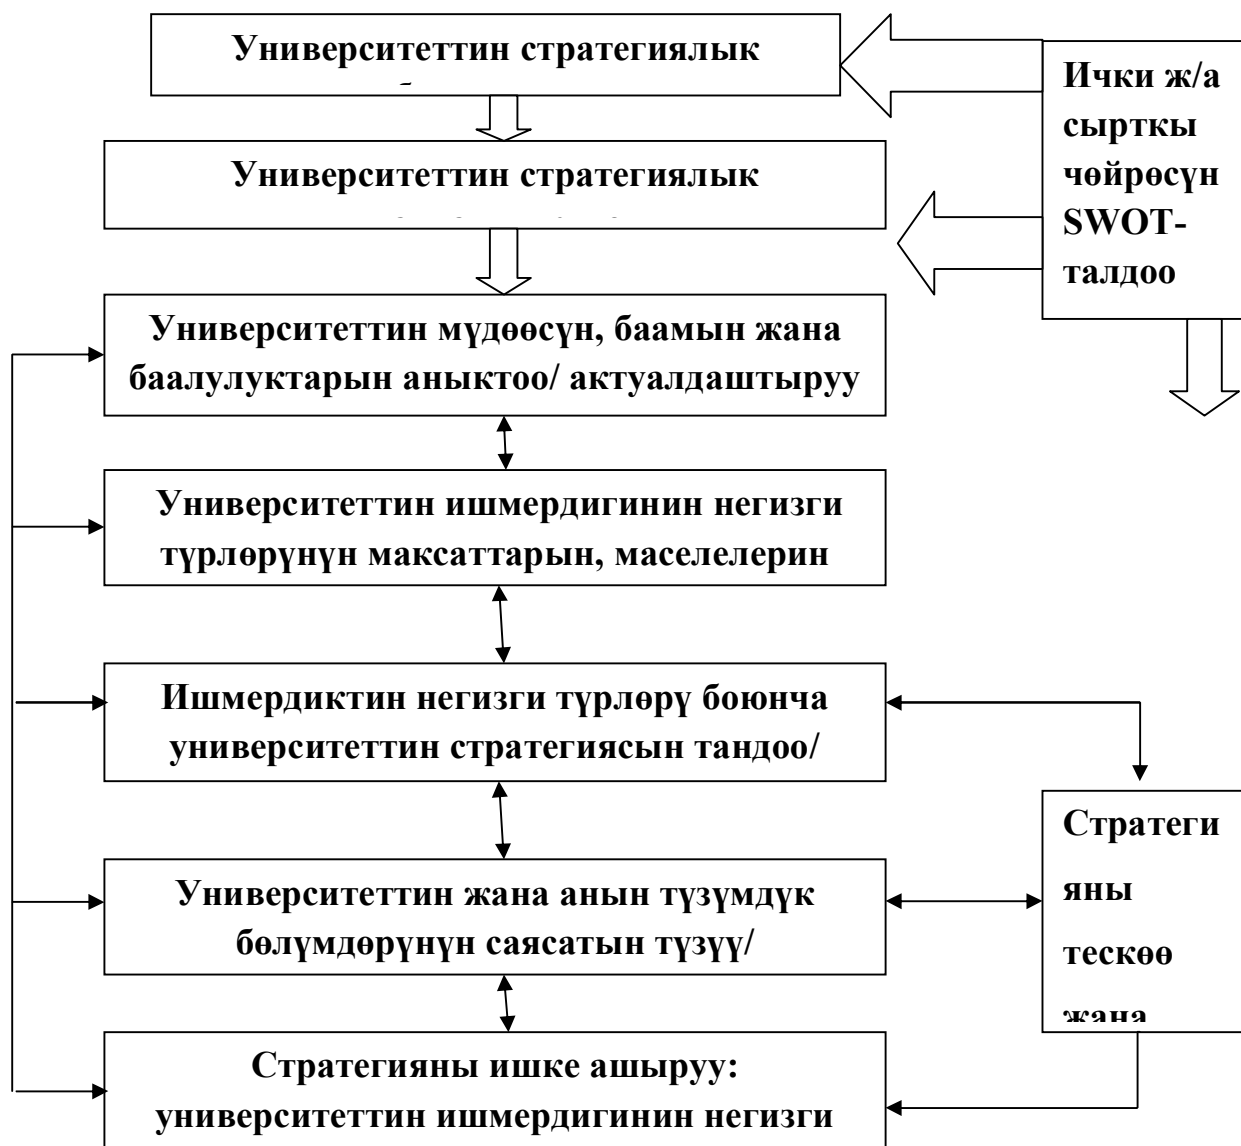 Университеттин стратегиялык
Университеттин стратегиялык
Университеттин мүдөөсүн, баамын жана
баалулуктарын аныктоо/ актуалдаштыруу
Университеттин ишмердигинин негизги
түрлөрүнүн максаттарын, маселелерин
Ишмердиктин негизги түрлөрү боюнча
университеттин стратегиясын тандоо/
Университеттин жана анын түзүмдүк
бөлүмдөрүнүн саясатын түзүү/
Стратегияны ишке ашыруу:
университеттин ишмердигинин негизги
Ички ж/а
сырткы
чөйрөсүн
SWOT-
талдоо
Стратеги
яны
тескөө
жана